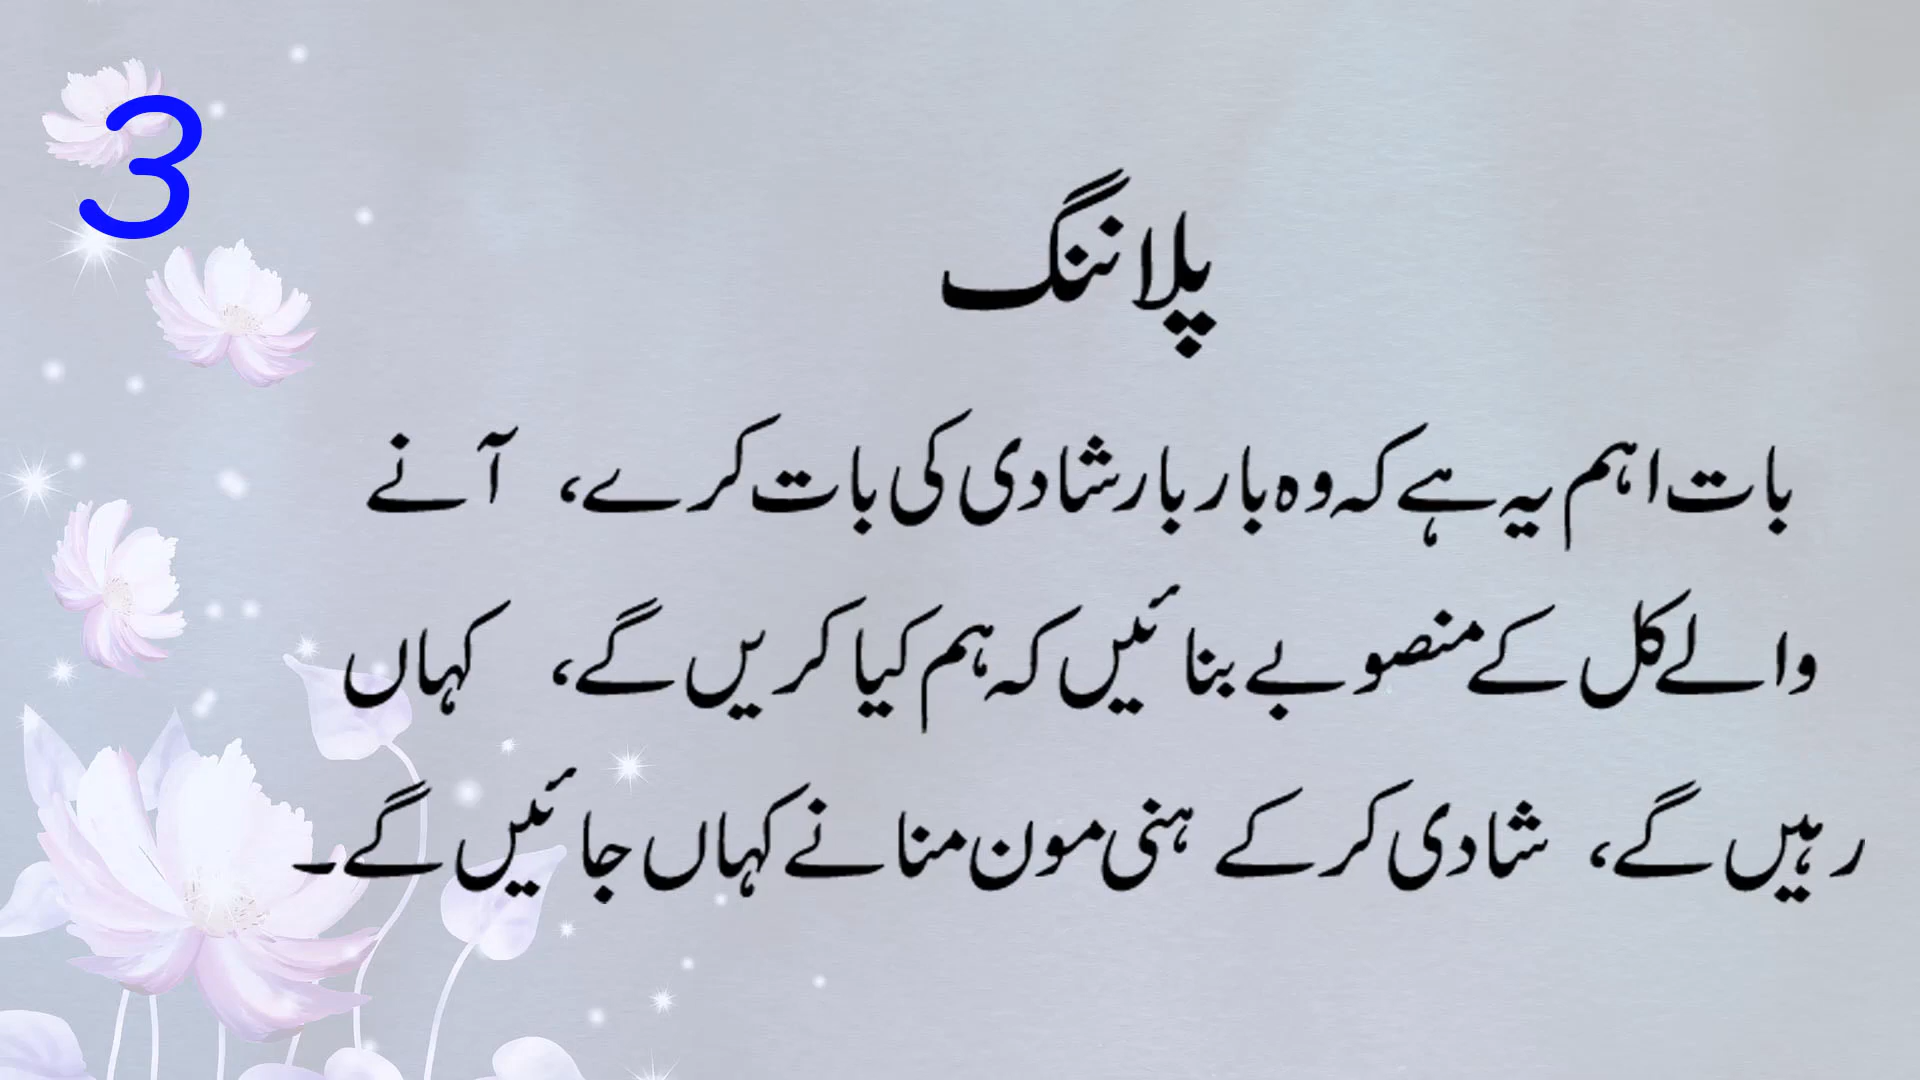 3
پلاننگ
بات اہم یہ ہے کہ وہ بار بار شادی کی بات کرے، آنے
والے کل کے منصوبے بنائیں کہ ہم کیا کریں گے، کہاں
رہیں گے، شادی کر کے ہنی مون منانے کہاں جائیں گے۔